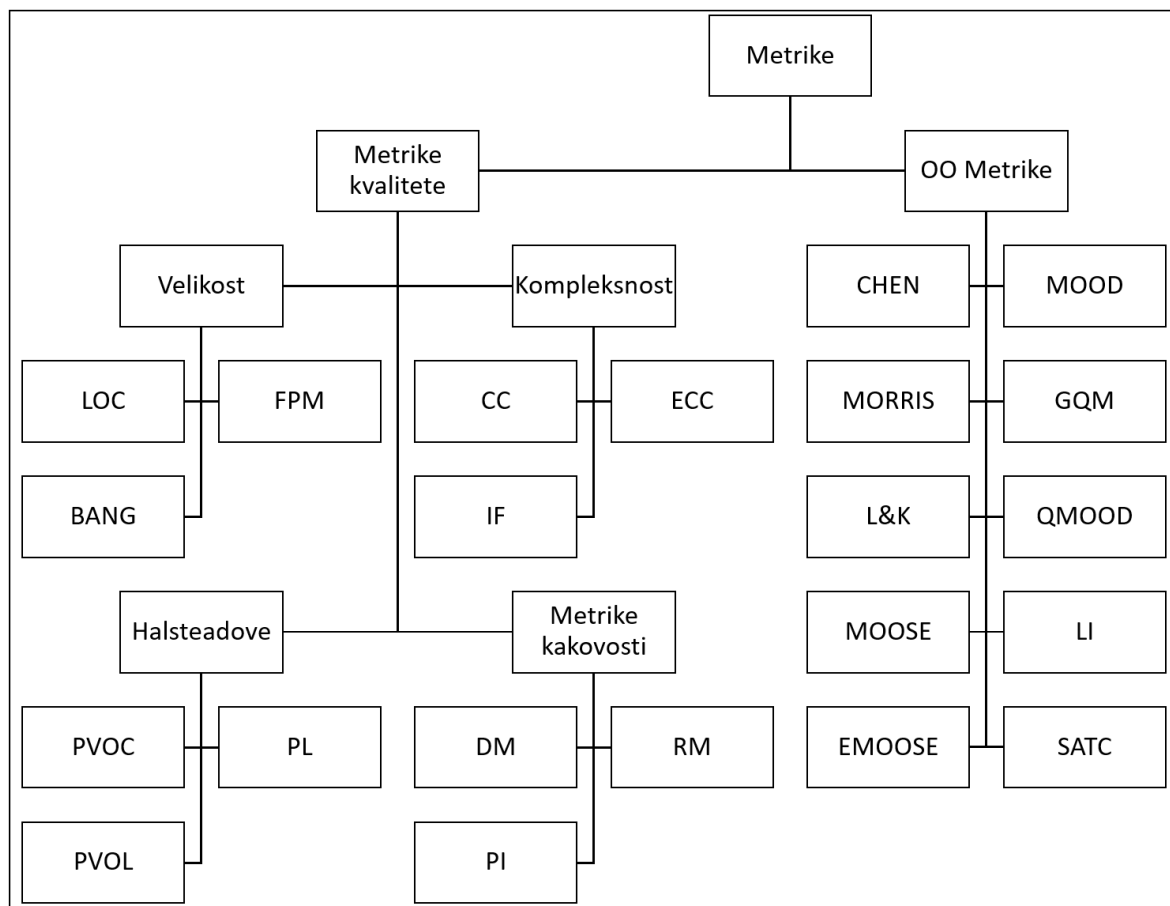 Metrike
Metrike
kvalitete
OO Metrike
Velikost
Kompleksnost
CHEN
MOOD
LOC
FPM
CC
ECC
MORRIS
GQM
BANG
IF
L&K
QMOOD
Halsteadove
Metrike
kakovosti
MOOSE
LI
PVOC
PL
DM
RM
EMOOSE
SATC
PVOL
PI